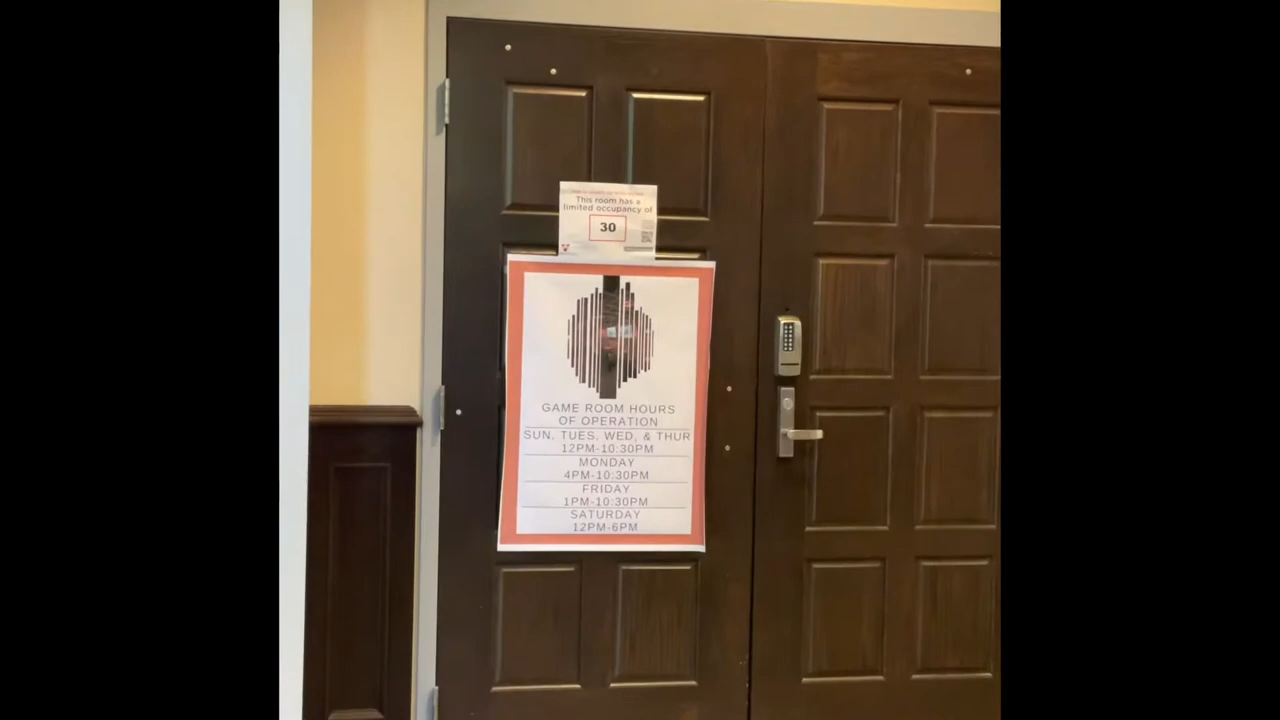 This room has a
limited occupancy of
30
GAME ROOM HOURS
OF OPERATION
SUN, TUES, WED, & THUR
12PM-10:30PM
MONDAY
4PM-10:30PM
FRIDAY
1PM-10:30PM
SATURDAY
12PM-6PM